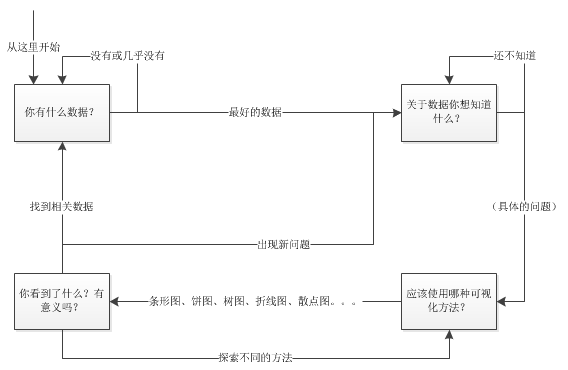 从这里开始
没有或几乎没有
还不知道
你有什么数据？
最好的数据
关于数据你想知道
什么？
找到相关数据
（具体的问题）
出现新问题
你看到了什么？有
意义吗？
条形图、饼图、树图、折线图、散点图。。。
应该使用哪种可视
化方法？
探索不同的方法